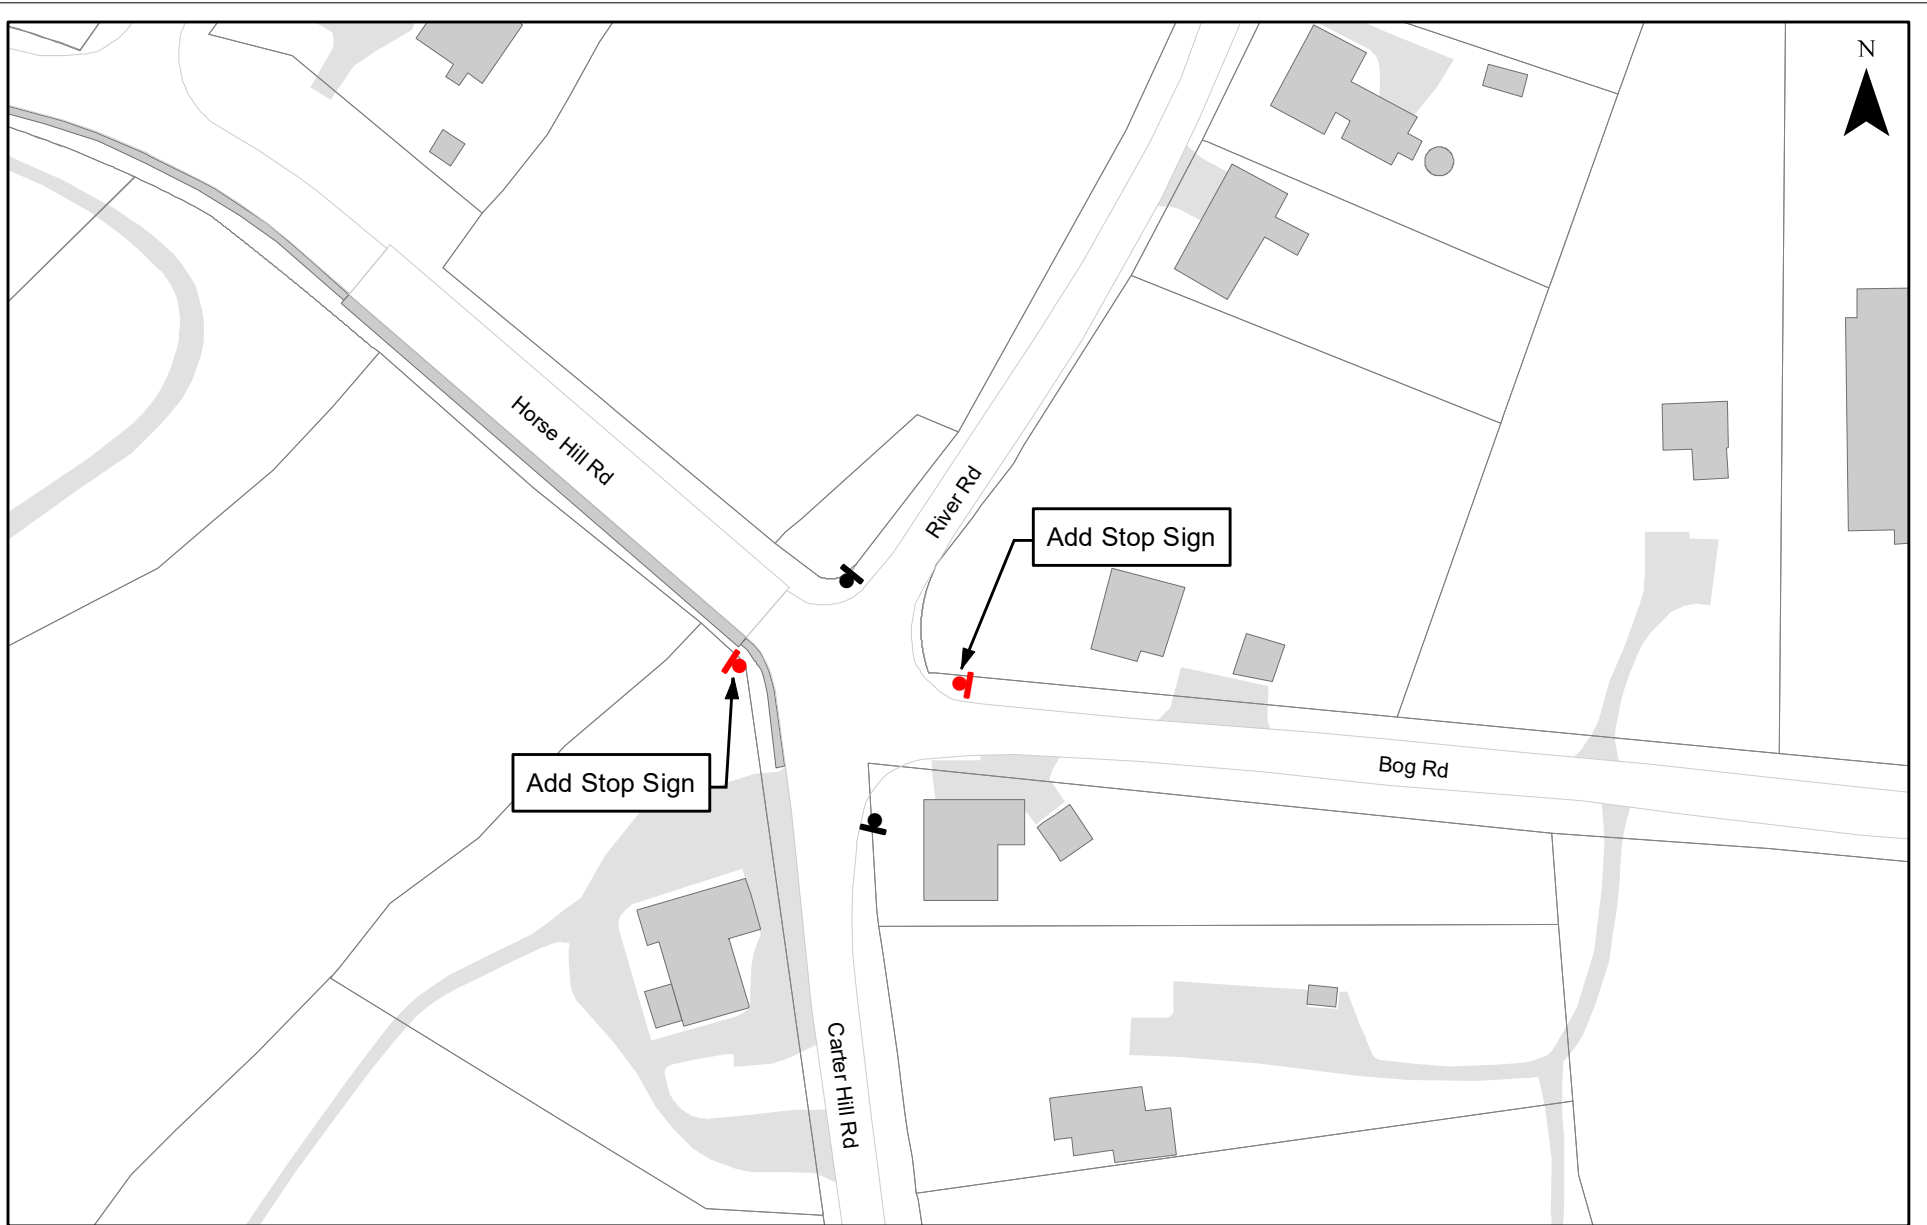 N
Horse Hill Rd
River Rd
Add Stop Sign
Add Stop Sign
Bog Rd
Carter Hill Rd